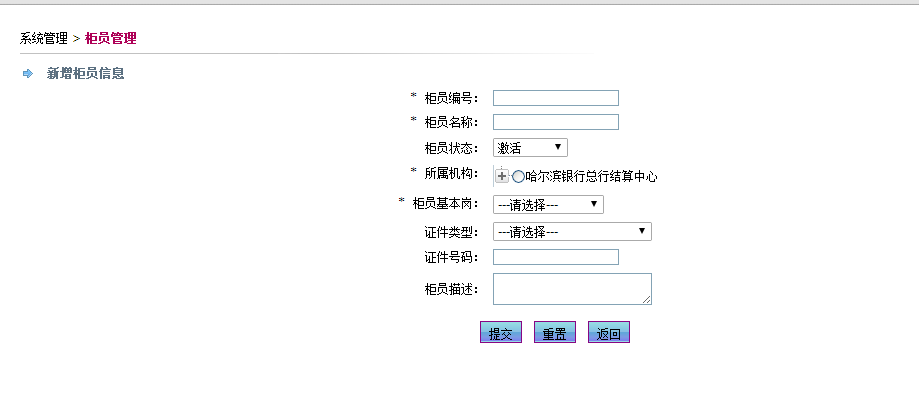 系统管理 > 柜员管理
新增柜员信息
* 柜员编号：
* 柜员名称：
柜员状态： 激活
* 所属机构： 哈尔滨银行总行结算中心
* 柜员基本岗： ---请选择---
证件类型： ---请选择---
证件号码：
柜员描述：
提交 重置 返回